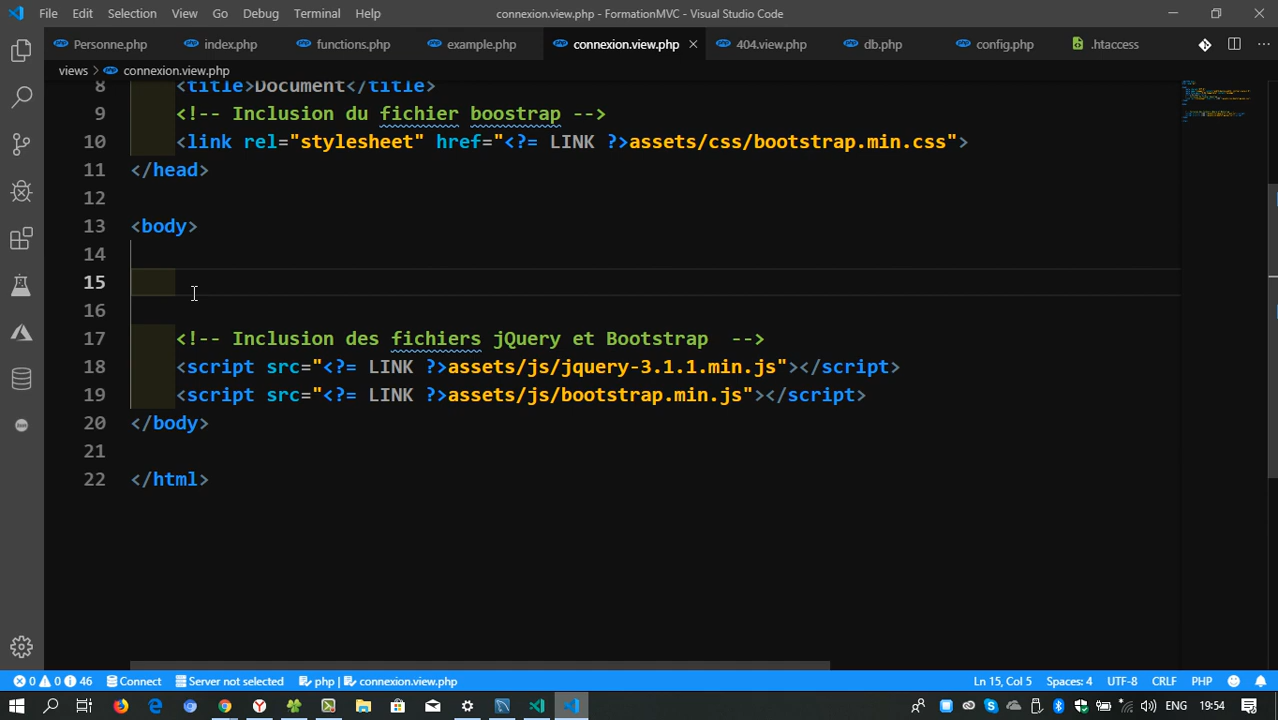 File Edit Selection View Go Debug Terminal Help connexion.view.php - FormationMVC - Visual Studio Code
Personne.php index.php functions.php example.php connexion.view.php 404.view.php db.php config.php .htaccess
views > connexion.view.php
8 <title>Document</title>
9 <!-- Inclusion du fichier boostrap -->
10 <link rel="stylesheet" href="<?= LINK ?>assets/css/bootstrap.min.css">
11 </head>
12
13 <body>
14
15
16
17 <!-- Inclusion des fichiers jQuery et Bootstrap  -->
18 <script src="<?= LINK ?>assets/js/jquery-3.1.1.min.js"></script>
19 <script src="<?= LINK ?>assets/js/bootstrap.min.js"></script>
20 </body>
21
22 </html>
0 0 46 Connect Server not selected php | connexion.view.php Ln 15, Col 5 Spaces: 4 UTF-8 CRLF PHP
ENG 19:54